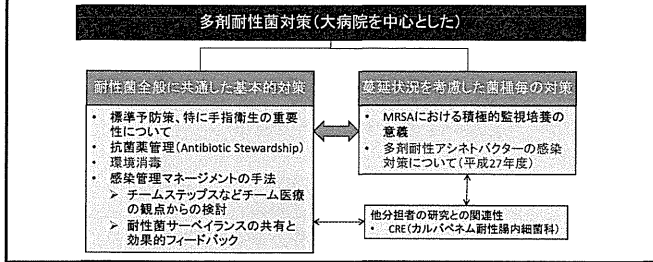 多剤耐性菌対策(大病院を中心とした)
耐性菌全般に共通した基本的対策
・ 標準予防策、特に手指衛生の重要
性について
・ 抗菌薬管理(Antibiotic Stewardship)
・ 環境消毒
・ 感染管理マネージメントの手法
➤ チームステップスなどチーム医療
の観点からの検討
➤ 耐性菌サーベイランスの共有と
効果的フィードバック
蔓延状況を考慮した菌種毎の対策
・ MRSAにおける積極的監視培養の
意義
・ 多剤耐性アシネトバクターの感染
対策について(平成27年度)
他分担者の研究との関連性
・ CRE(カルバペネム耐性腸内細菌科)